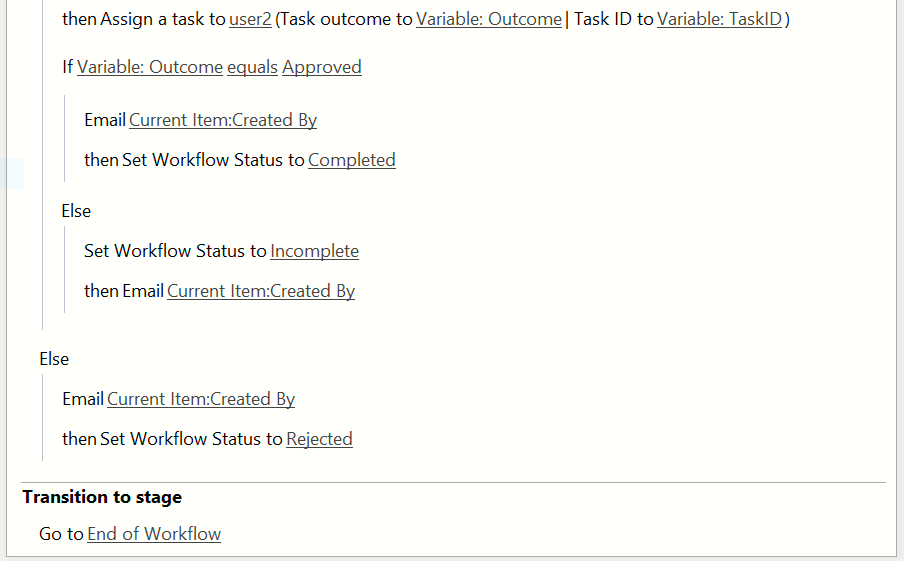 then Assign a task to user2 (Task outcome to Variable: Outcome | Task ID to Variable: TaskID )
If Variable: Outcome equals Approved
Email Current Item:Created By
then Set Workflow Status to Completed
Else
Set Workflow Status to Incomplete
then Email Current Item:Created By
Else
Email Current Item:Created By
then Set Workflow Status to Rejected
Transition to stage
Go to End of Workflow